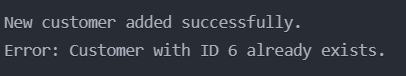 New customer added successfully.
Error: Customer with ID 6 already exists.